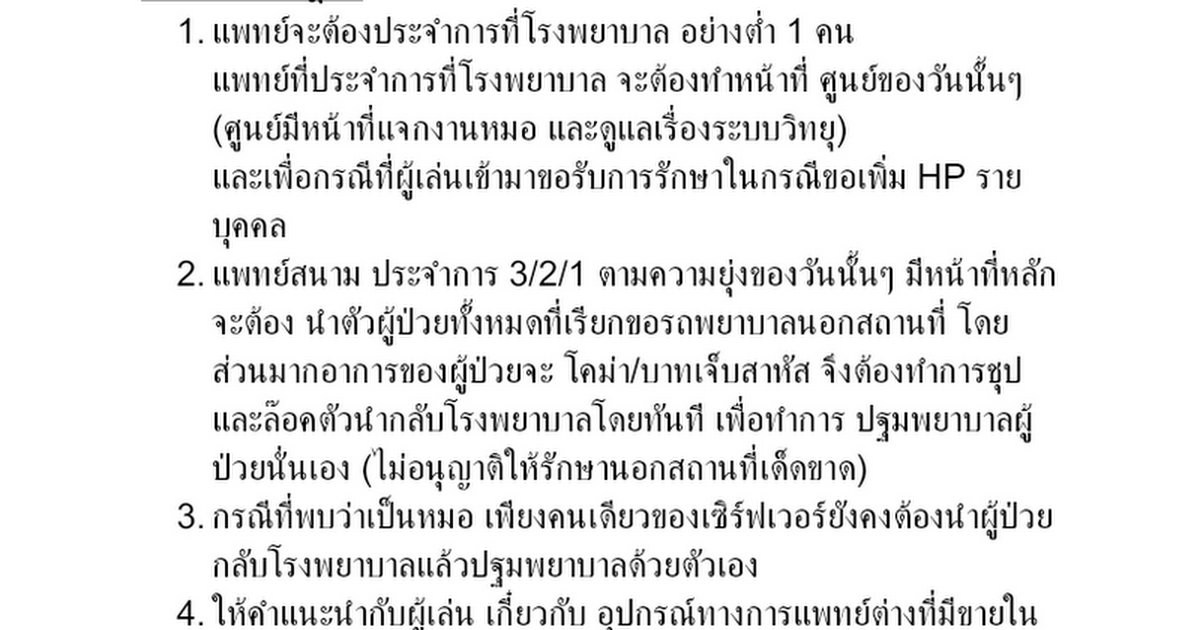 1. แพทย์จะต้องประจำการที่โรงพยาบาล อย่างต่ำ 1 คน
แพทย์ที่ประจำการที่โรงพยาบาล จะต้องทำหน้าที่ ศูนย์ของวันนั้นๆ
(ศูนย์มีหน้าที่แจกงานหมอ และดูแลเรื่องระบบวิทยุ)
และเพื่อกรณีที่ผู้เล่นเข้ามาขอรับการรักษาในกรณีขอเพิ่ม HP ราย
บุคคล
2. แพทย์สนาม ประจำการ 3/2/1 ตามความยุ่งของวันนั้นๆ มีหน้าที่หลัก
จะต้อง นำตัวผู้ป่วยทั้งหมดที่เรียกขอรถพยาบาลนอกสถานที่ โดย
ส่วนมากอาการของผู้ป่วยจะ โคม่า/บาทเจ็บสาหัส จึงต้องทำการชุป
และล๊อคตัวนำกลับโรงพยาบาลโดยทันที เพื่อทำการ ปฐมพยาบาลผู้
ป่วยนั่นเอง (ไม่อนุญาติให้รักษานอกสถานที่เด็ดขาด)
3. กรณีที่พบว่าเป็นหมอ เพียงคนเดียวของเซิร์ฟเวอร์ยังคงต้องนำผู้ป่วย
กลับโรงพยาบาลแล้วปฐมพยาบาลด้วยตัวเอง
4. ให้คำแนะนำกับผู้เล่น เกี่ยวกับ อุปกรณ์ทางการแพทย์ต่างที่มีขายใน